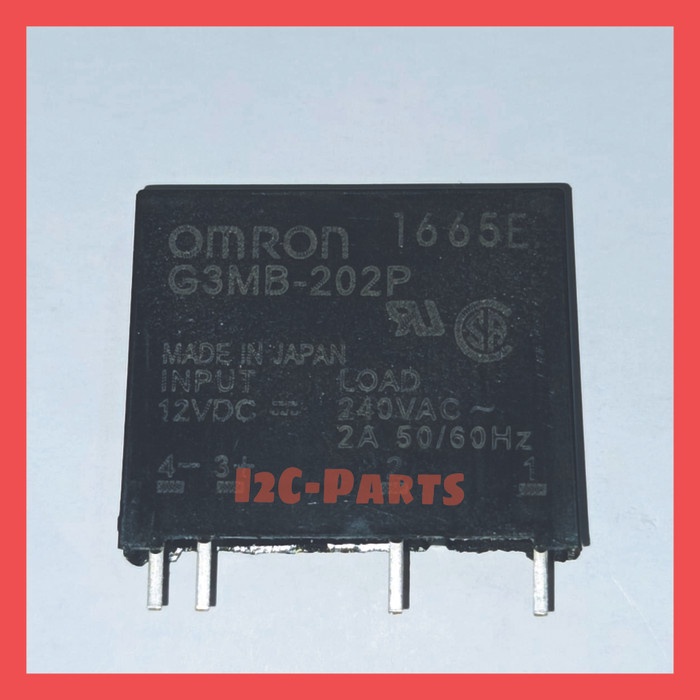 OMRON 1665E
G3MB-202P
MADE IN JAPAN
INPUT LOAD
12VDC ⎓ 240VAC ~
2A 50/60Hz
4- 3+ 2 1
I2C-PARTS